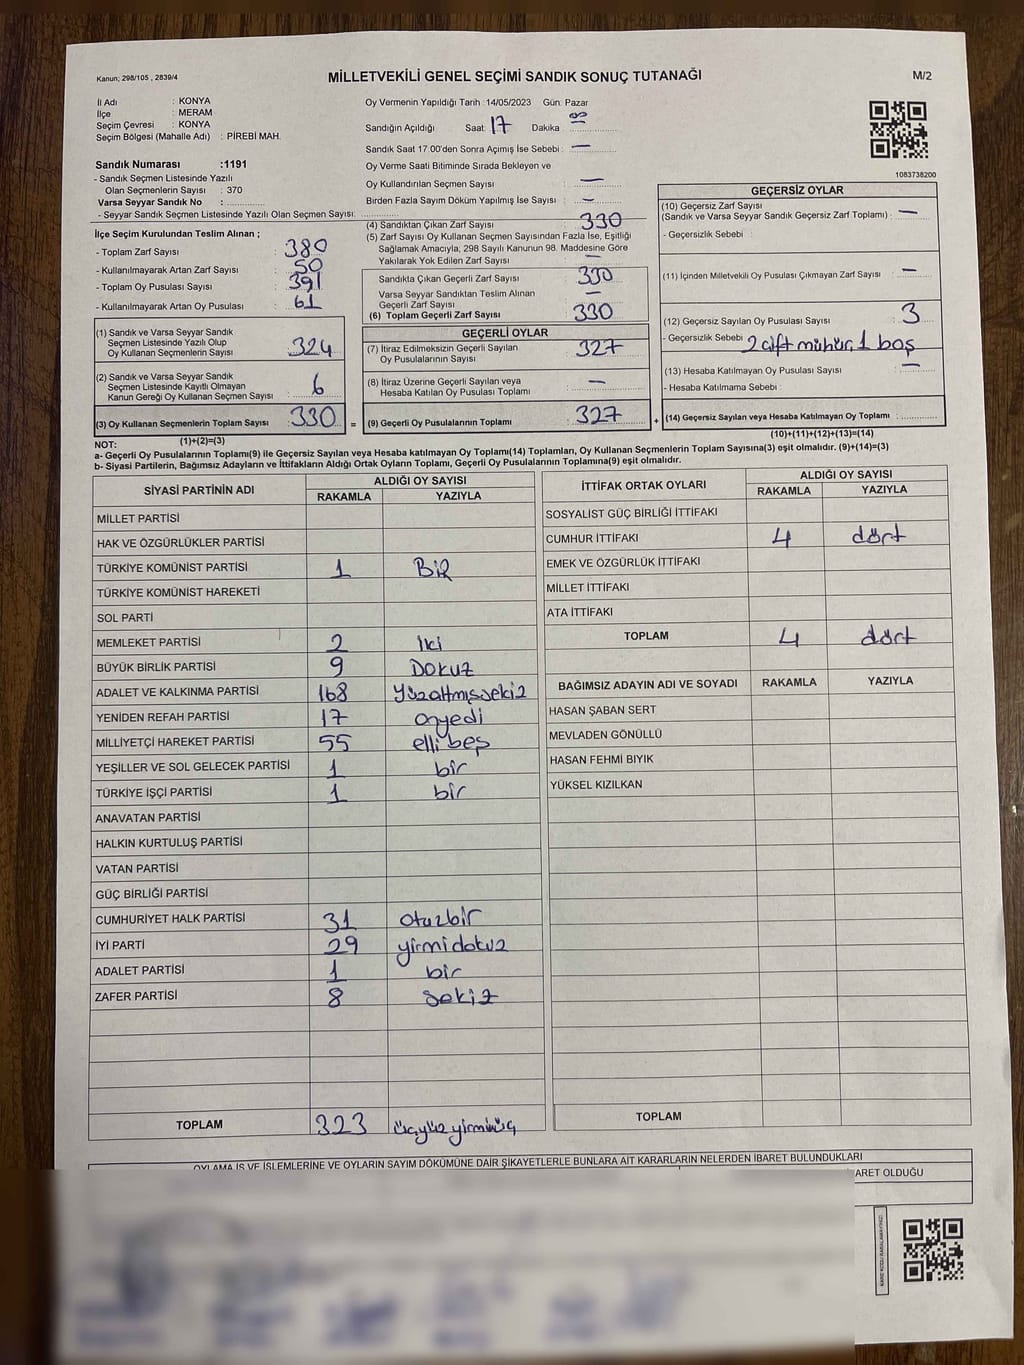 Kanun; 298/105 , 2839/4
MİLLETVEKİLİ GENEL SEÇİMİ SANDIK SONUÇ TUTANAĞI
M/2
İl Adı : KONYA
İlçe : MERAM
Seçim Çevresi : KONYA
Seçim Bölgesi (Mahalle Adı) : PİREBİ MAH.
Sandık Numarası :1191
- Sandık Seçmen Listesinde Yazılı
Olan Seçmenlerin Sayısı : 370
Varsa Seyyar Sandık No :
- Seyyar Sandık Seçmen Listesinde Yazılı Olan Seçmen Sayısı:
Oy Vermenin Yapıldığı Tarih :14/05/2023 Gün: Pazar
Sandığın Açıldığı Saat: 17 Dakika : 00
Sandık Saat 17:00'den Sonra Açımış İse Sebebi : —
Oy Verme Saati Bitiminde Sırada Bekleyen ve
Oy Kullandırılan Seçmen Sayısı : —
Birden Fazla Sayım Döküm Yapılmış İse Sayısı : —
1083738200
İlçe Seçim Kurulundan Teslim Alınan ;
- Toplam Zarf Sayısı : 380
- Kullanılmayarak Artan Zarf Sayısı : 50
- Toplam Oy Pusulası Sayısı : 391
- Kullanılmayarak Artan Oy Pusulası : 61
(1) Sandık ve Varsa Seyyar Sandık
Seçmen Listesinde Yazılı Olup
Oy Kullanan Seçmenlerin Sayısı : 324
(2) Sandık ve Varsa Seyyar Sandık
Seçmen Listesinde Kayıtlı Olmayan
Kanun Gereği Oy Kullanan Seçmen Sayısı : 6
(3) Oy Kullanan Seçmenlerin Toplam Sayısı : 330
(1)+(2)=(3)
(4) Sandıktan Çıkan Zarf Sayısı : 330
(5) Zarf Sayısı Oy Kullanan Seçmen Sayısından Fazla İse, Eşitliği
Sağlamak Amacıyla; 298 Sayılı Kanunun 98. Maddesine Göre
Yakılarak Yok Edilen Zarf Sayısı : —
Sandıkta Çıkan Geçerli Zarf Sayısı : 330
Varsa Seyyar Sandıktan Teslim Alınan
Geçerli Zarf Sayısı : —
(6) Toplam Geçerli Zarf Sayısı : 330
GEÇERLİ OYLAR
(7) İtiraz Edilmeksizin Geçerli Sayılan
Oy Pusulalarının Sayısı : 327
(8) İtiraz Üzerine Geçerli Sayılan veya
Hesaba Katılan Oy Pusulası Toplamı : —
= (9) Geçerli Oy Pusulalarının Toplamı : 327
GEÇERSİZ OYLAR
(10) Geçersiz Zarf Sayısı
(Sandık ve Varsa Seyyar Sandık Geçersiz Zarf Toplamı) : —
- Geçersizlik Sebebi :
(11) İçinden Milletvekili Oy Pusulası Çıkmayan Zarf Sayısı : —
(12) Geçersiz Sayılan Oy Pusulası Sayısı : 3
- Geçersizlik Sebebi : 2 çift mühür, 1 boş
(13) Hesaba Katılmayan Oy Pusulası Sayısı : —
- Hesaba Katılmama Sebebi :
+ (14) Geçersiz Sayılan veya Hesaba Katılmayan Oy Toplamı :
(10)+(11)+(12)+(13)=(14)
NOT:
a- Geçerli Oy Pusulalarının Toplamı(9) ile Geçersiz Sayılan veya Hesaba katılmayan Oy Toplamı(14) Toplamları, Oy Kullanan Seçmenlerin Toplam Sayısına(3) eşit olmalıdır. (9)+(14)=(3)
b- Siyasi Partilerin, Bağımsız Adayların ve İttifakların Aldığı Ortak Oyların Toplamı, Geçerli Oy Pusulalarının Toplamına(9) eşit olmalıdır.
SİYASİ PARTİNİN ADI ALDIĞI OY SAYISI
RAKAMLA YAZIYLA
MİLLET PARTİSİ
HAK VE ÖZGÜRLÜKLER PARTİSİ
TÜRKİYE KOMÜNİST PARTİSİ 1 BİR
TÜRKİYE KOMÜNİST HAREKETİ
SOL PARTİ
MEMLEKET PARTİSİ 2 İki
BÜYÜK BİRLİK PARTİSİ 9 Dokuz
ADALET VE KALKINMA PARTİSİ 168 Yüzaltmışsekiz
YENİDEN REFAH PARTİSİ 17 onyedi
MİLLİYETÇİ HAREKET PARTİSİ 55 elli beş
YEŞİLLER VE SOL GELECEK PARTİSİ 1 bir
TÜRKİYE İŞÇİ PARTİSİ 1 bir
ANAVATAN PARTİSİ
HALKIN KURTULUŞ PARTİSİ
VATAN PARTİSİ
GÜÇ BİRLİĞİ PARTİSİ
CUMHURİYET HALK PARTİSİ 31 otuzbir
İYİ PARTİ 29 yirmidokuz
ADALET PARTİSİ 1 bir
ZAFER PARTİSİ 8 sekiz
TOPLAM 323 üçyüzyirmiüç
İTTİFAK ORTAK OYLARI ALDIĞI OY SAYISI
RAKAMLA YAZIYLA
SOSYALIST GÜÇ BİRLİĞİ İTTİFAKI
CUMHUR İTTİFAKI 4 dört
EMEK VE ÖZGÜRLÜK İTTİFAKI
MİLLET İTTİFAKI
ATA İTTİFAKI
TOPLAM 4 dört
BAĞIMSIZ ADAYIN ADI VE SOYADI RAKAMLA YAZIYLA
HASAN ŞABAN SERT
MEVLADEN GÖNÜLLÜ
HASAN FEHMI BIYIK
YÜKSEL KIZILKAN
TOPLAM
OYLAMA İŞ VE İŞLEMLERİNE VE OYLARIN SAYIM DÖKÜMÜNE DAİR ŞİKAYETLERLE BUNLARA AİT KARARLARIN NELERDEN İBARET BULUNDUKLARI
ARET OLDUĞU